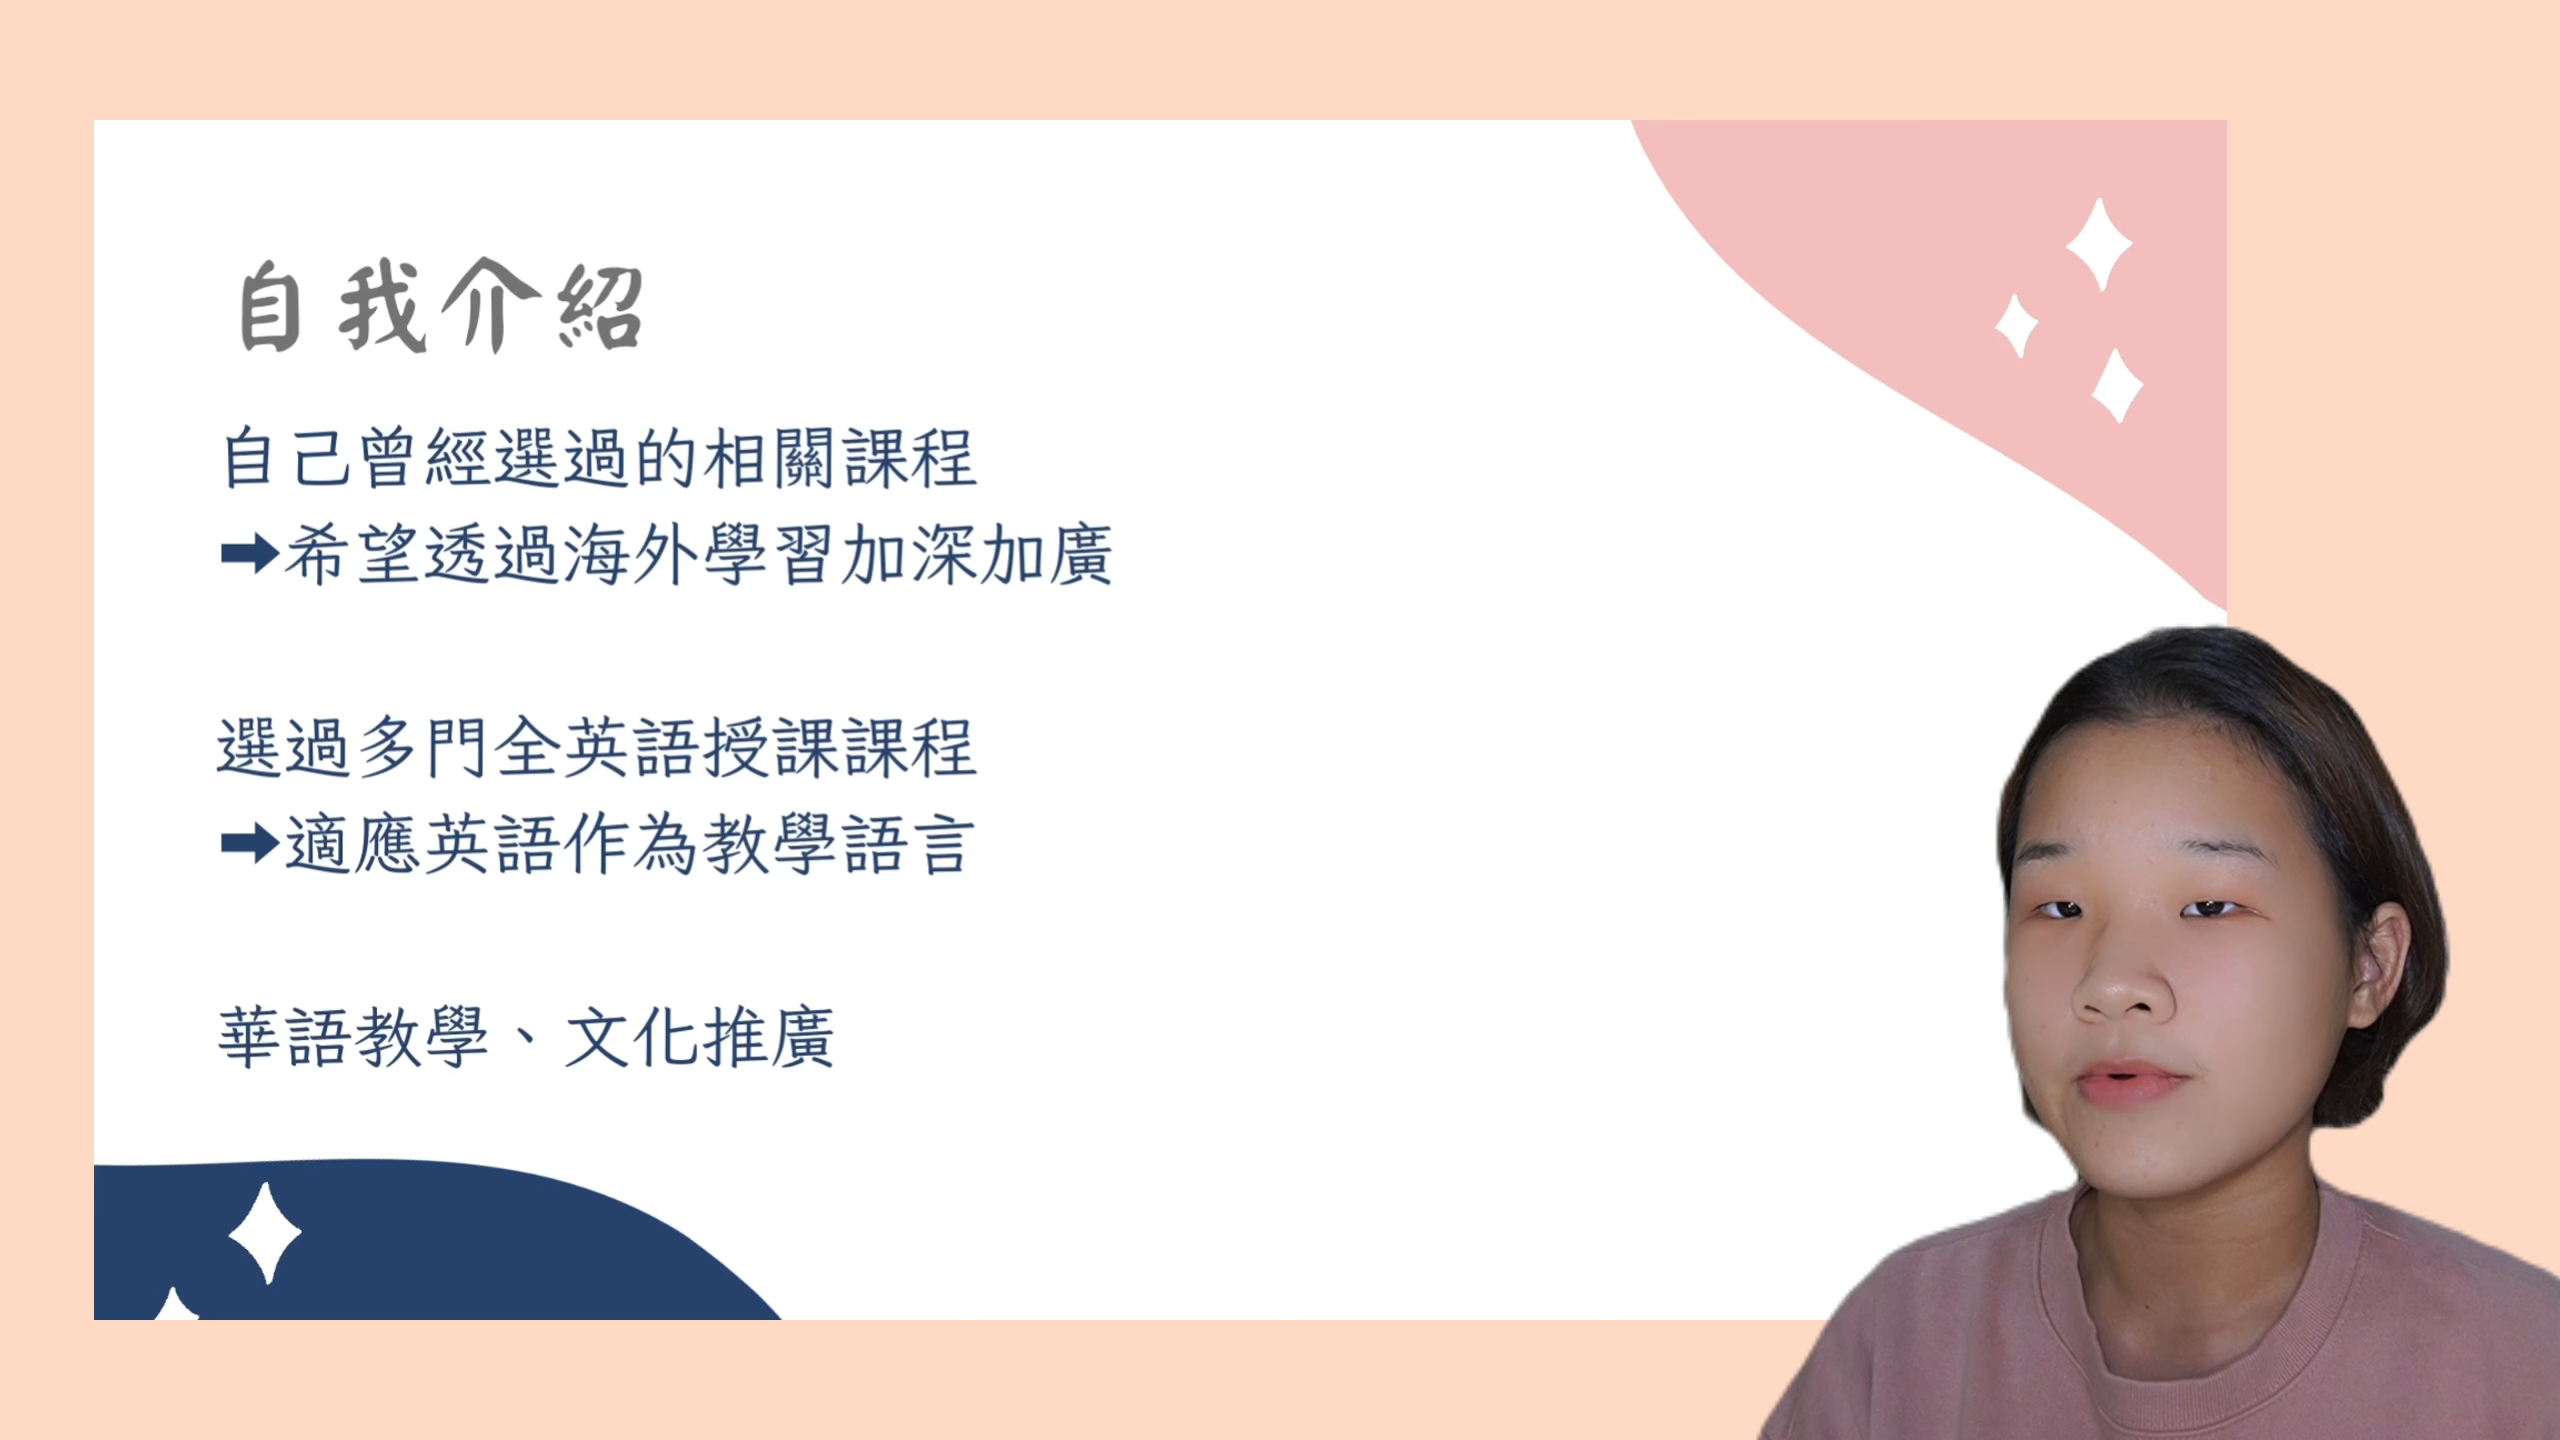 自我介紹
自己曾經選過的相關課程
➡希望透過海外學習加深加廣
選過多門全英語授課課程
➡適應英語作為教學語言
華語教學、文化推廣